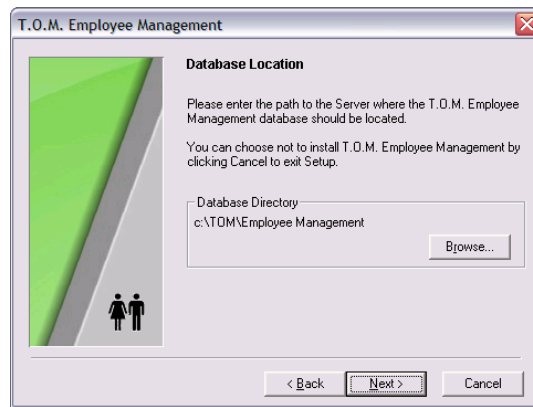 T.O.M. Employee Management
Database Location
Please enter the path to the Server where the T.O.M. Employee
Management database should be located.
You can choose not to install T.O.M. Employee Management by
clicking Cancel to exit Setup.
Database Directory
c:\TOM\Employee Management
Browse...
< Back
Next >
Cancel